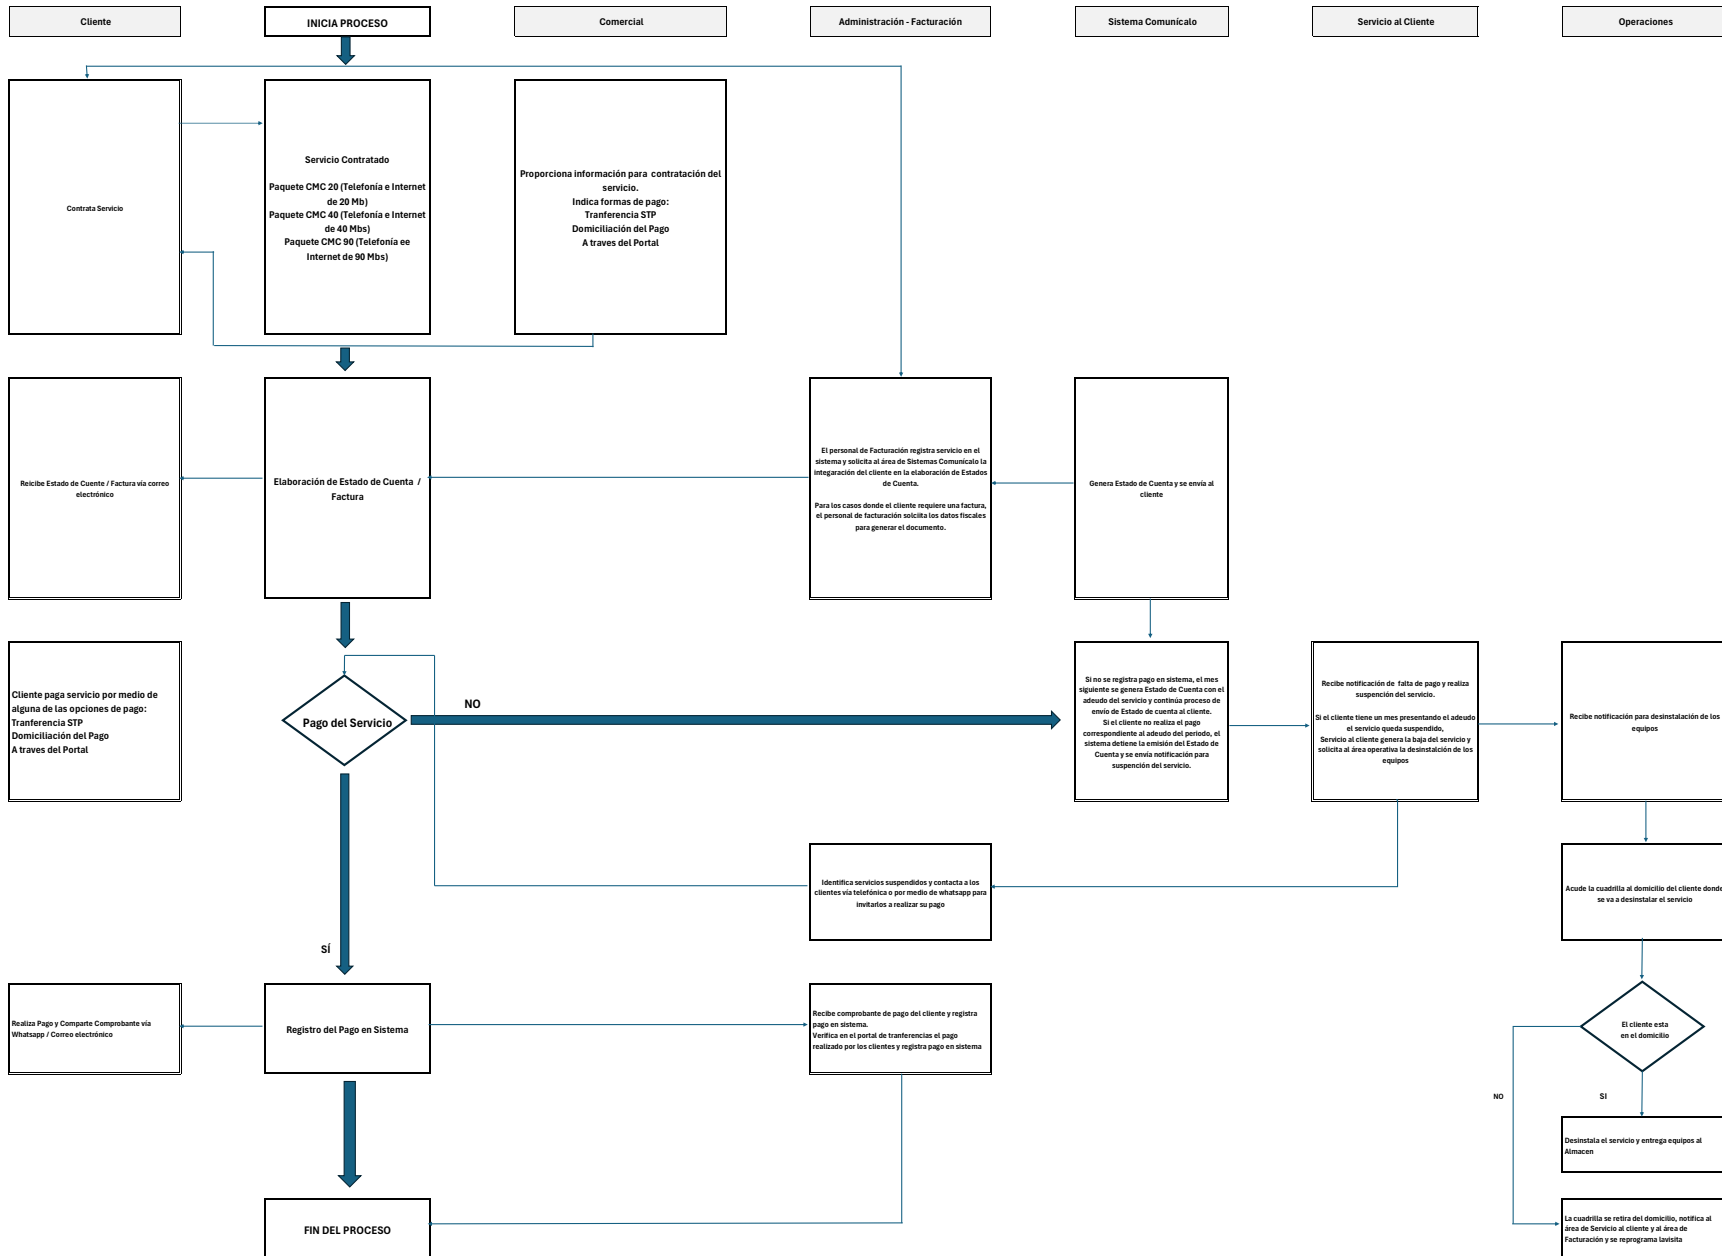 Cliente
INICIA PROCESO
Comercial
Administración - Facturación
Sistema Comunícalo
Servicio al Cliente
Operaciones
Contrata Servicio
Servicio Contratado
Paquete CMC 20 (Telefonía e Internet
de 20 Mb)
Paquete CMC 40 (Telefonía e Internet
de 40 Mbs)
Paquete CMC 90 (Telefonía ee
Internet de 90 Mbs)
Proporciona información para contratación del
servicio.
Indica formas de pago:
Tranferencia STP
Domiciliación del Pago
A traves del Portal
Reicibe Estado de Cuente / Factura vía correo
electrónico
Elaboración de Estado de Cuenta /
Factura
El personal de Facturación registra servicio en el
sistema y solicita al área de Sistemas Comunícalo la
integaración del cliente en la elaboración de Estados
de Cuenta.
Para los casos donde el cliente requiere una factura,
el personal de facturación solciita los datos fiscales
para generar el documento.
Genera Estado de Cuenta y se envía al
cliente
Cliente paga servicio por medio de
alguna de las opciones de pago:
Tranferencia STP
Domiciliación del Pago
A traves del Portal
Pago del Servicio
NO
Si no se registra pago en sistema, el mes
siguiente se genera Estado de Cuenta con el
adeudo del servicio y continúa proceso de
envío de Estado de cuenta al cliente.
Si el cliente no realiza el pago
correspondiente al adeudo del periodo, el
sistema detiene la emisión del Estado de
Cuenta y se envía notificación para
suspención del servicio.
Recibe notificación de falta de pago y realiza
suspención del servicio.
Si el cliente tiene un mes presentando el adeudo
el servicio queda suspendido,
Servicio al cliente genera la baja del servicio y
solicita al área operativa la desinstalción de los
equipos
Recibe notificación para desinstalación de los
equipos
Identifica servicios suspendidos y contacta a los
clientes vía telefónica o por medio de whatsapp para
invitarlos a realizar su pago
Acude la cuadrilla al domicilio del cliente donde
se va a desinstalar el servicio
SÍ
Realiza Pago y Comparte Comprobante vía
Whatsapp / Correo electrónico
Registro del Pago en Sistema
Recibe comprobante de pago del cliente y registra
pago en sistema.
Verifica en el portal de tranferencias el pago
realizado por los clientes y registra pago en sistema
El cliente esta
en el domicilio
NO
SI
Desinstala el servicio y entrega equipos al
Almacen
FIN DEL PROCESO
La cuadrilla se retira del domicilio, notifica al
área de Servicio al cliente y al área de
Facturación y se reprograma lavisita